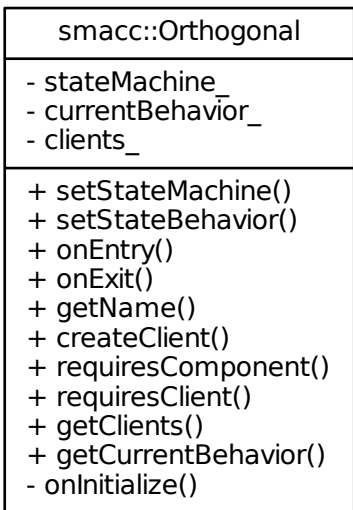 smacc::Orthogonal
- stateMachine_
- currentBehavior_
- clients_
+ setStateMachine()
+ setStateBehavior()
+ onEntry()
+ onExit()
+ getName()
+ createClient()
+ requiresComponent()
+ requiresClient()
+ getClients()
+ getCurrentBehavior()
- onInitialize()